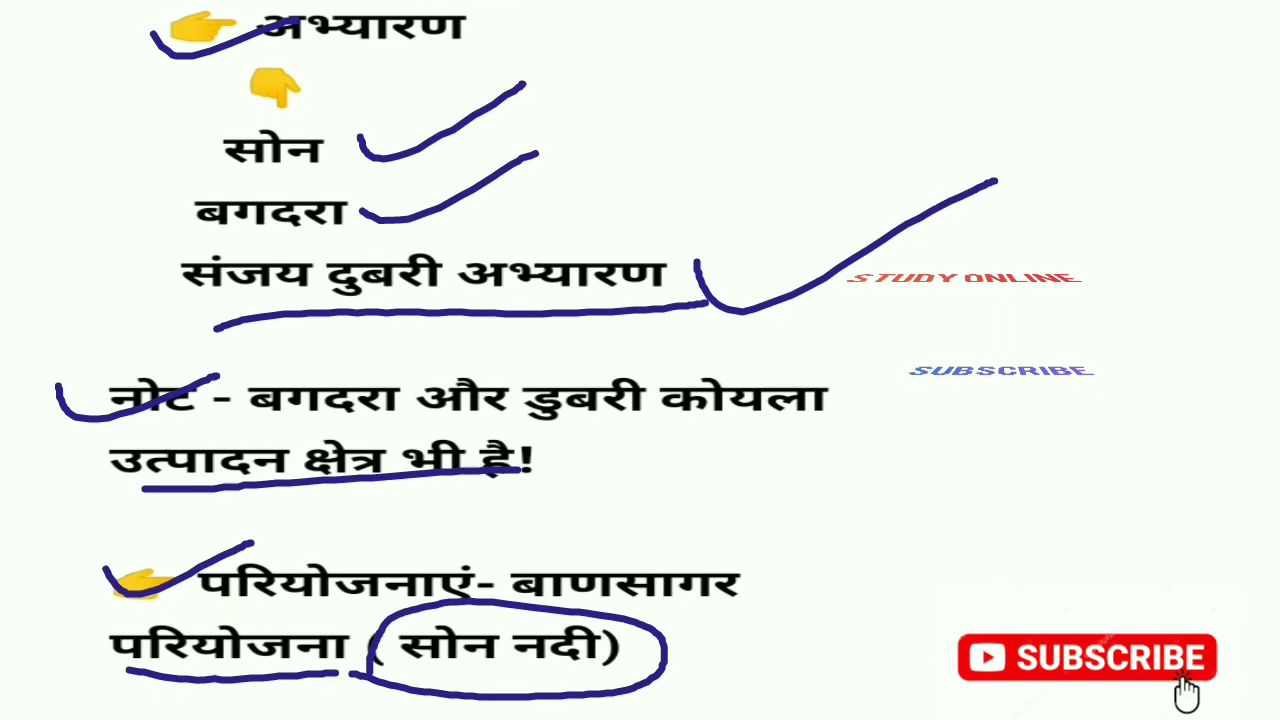 👉 अभ्यारण
👇
सोन
बगदरा
संजय दुबरी अभ्यारण
STUDY ONLINE
SUBSCRIBE
नोट - बगदरा और डुबरी कोयला
उत्पादन क्षेत्र भी है!
👉 परियोजनाएं- बाणसागर
परियोजना ( सोन नदी)
SUBSCRIBE